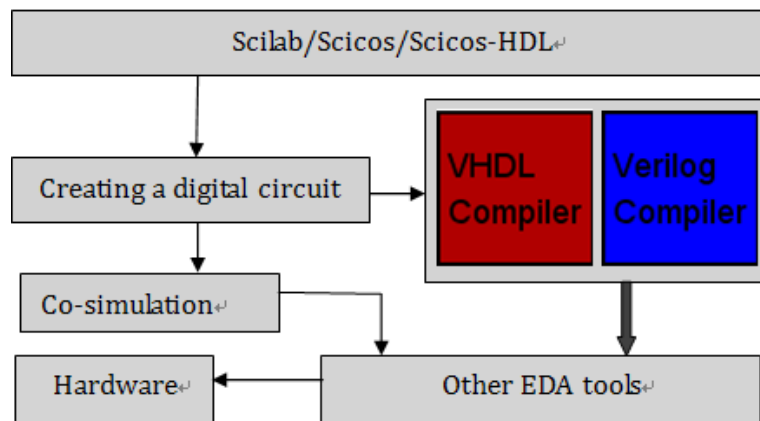 Scilab/Scicos/Scicos-HDL
Creating a digital circuit
VHDL
Compiler
Verilog
Compiler
Co-simulation
Hardware
Other EDA tools